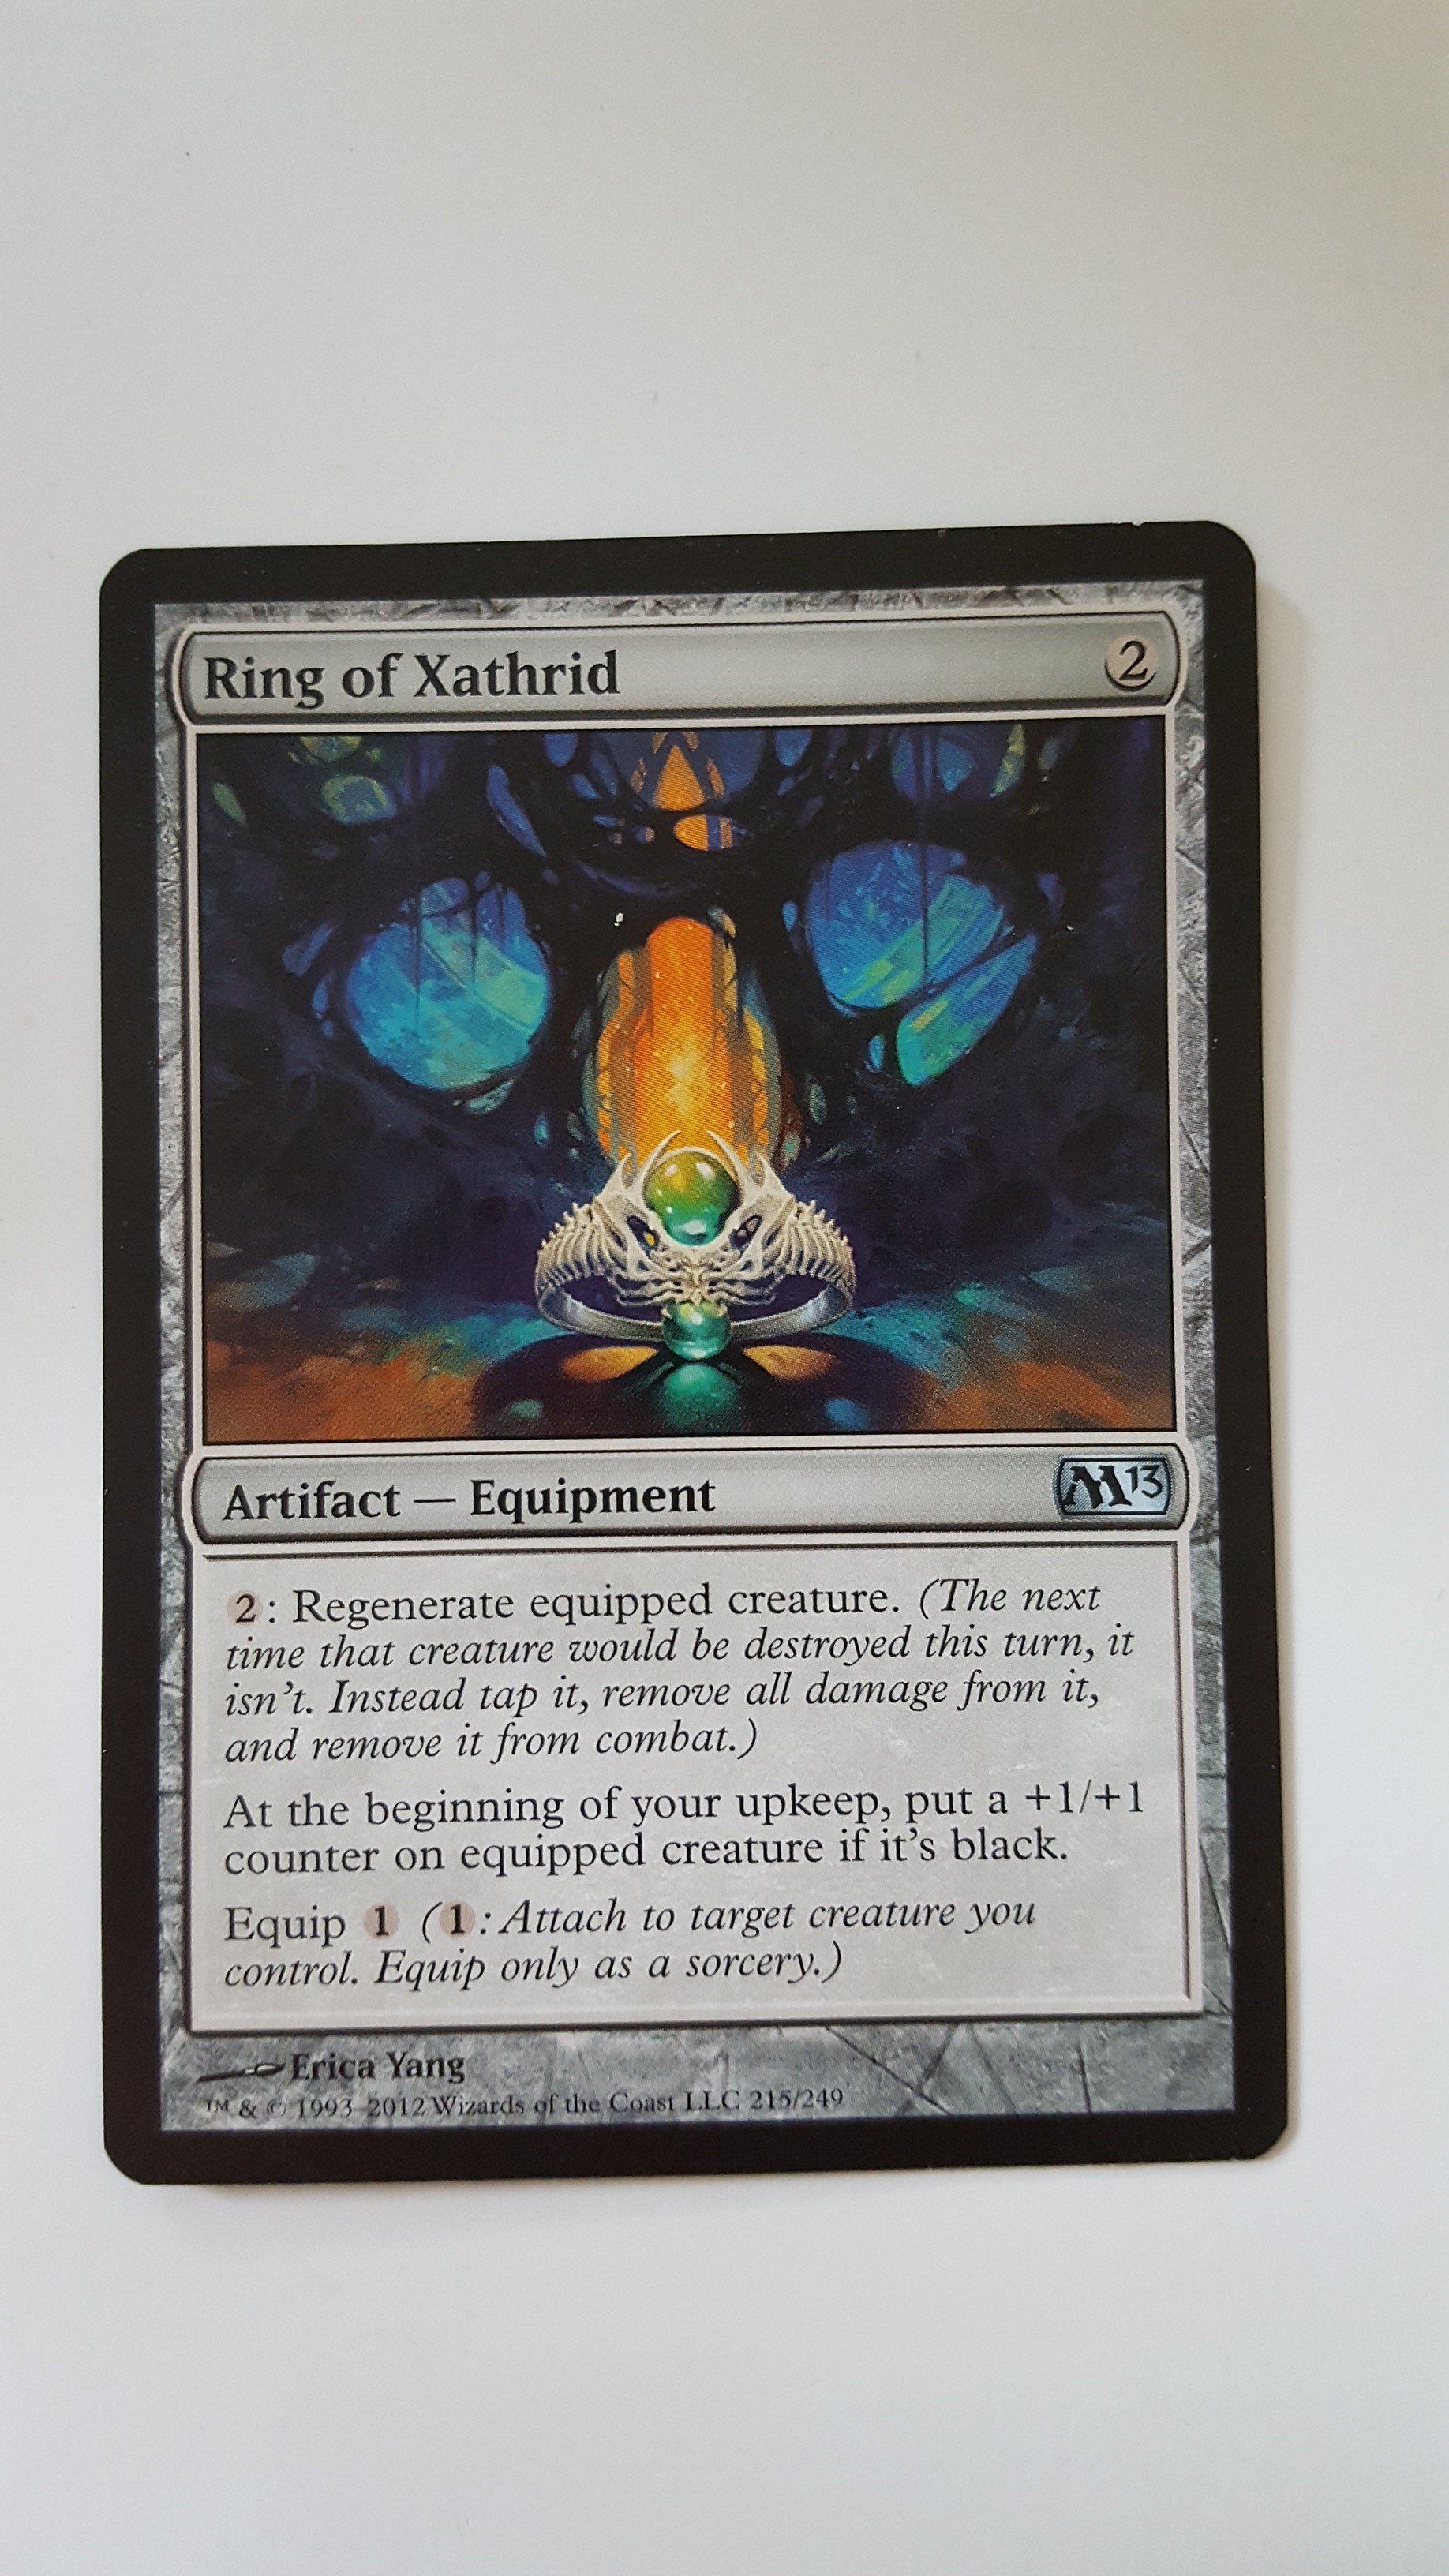 Ring of Xathrid 2
Artifact — Equipment M13
2: Regenerate equipped creature. (The next
time that creature would be destroyed this turn, it
isn't. Instead tap it, remove all damage from it,
and remove it from combat.)
At the beginning of your upkeep, put a +1/+1
counter on equipped creature if it's black.
Equip 1 (1: Attach to target creature you
control. Equip only as a sorcery.)
Erica Yang
™ & © 1993–2012 Wizards of the Coast LLC 215/249